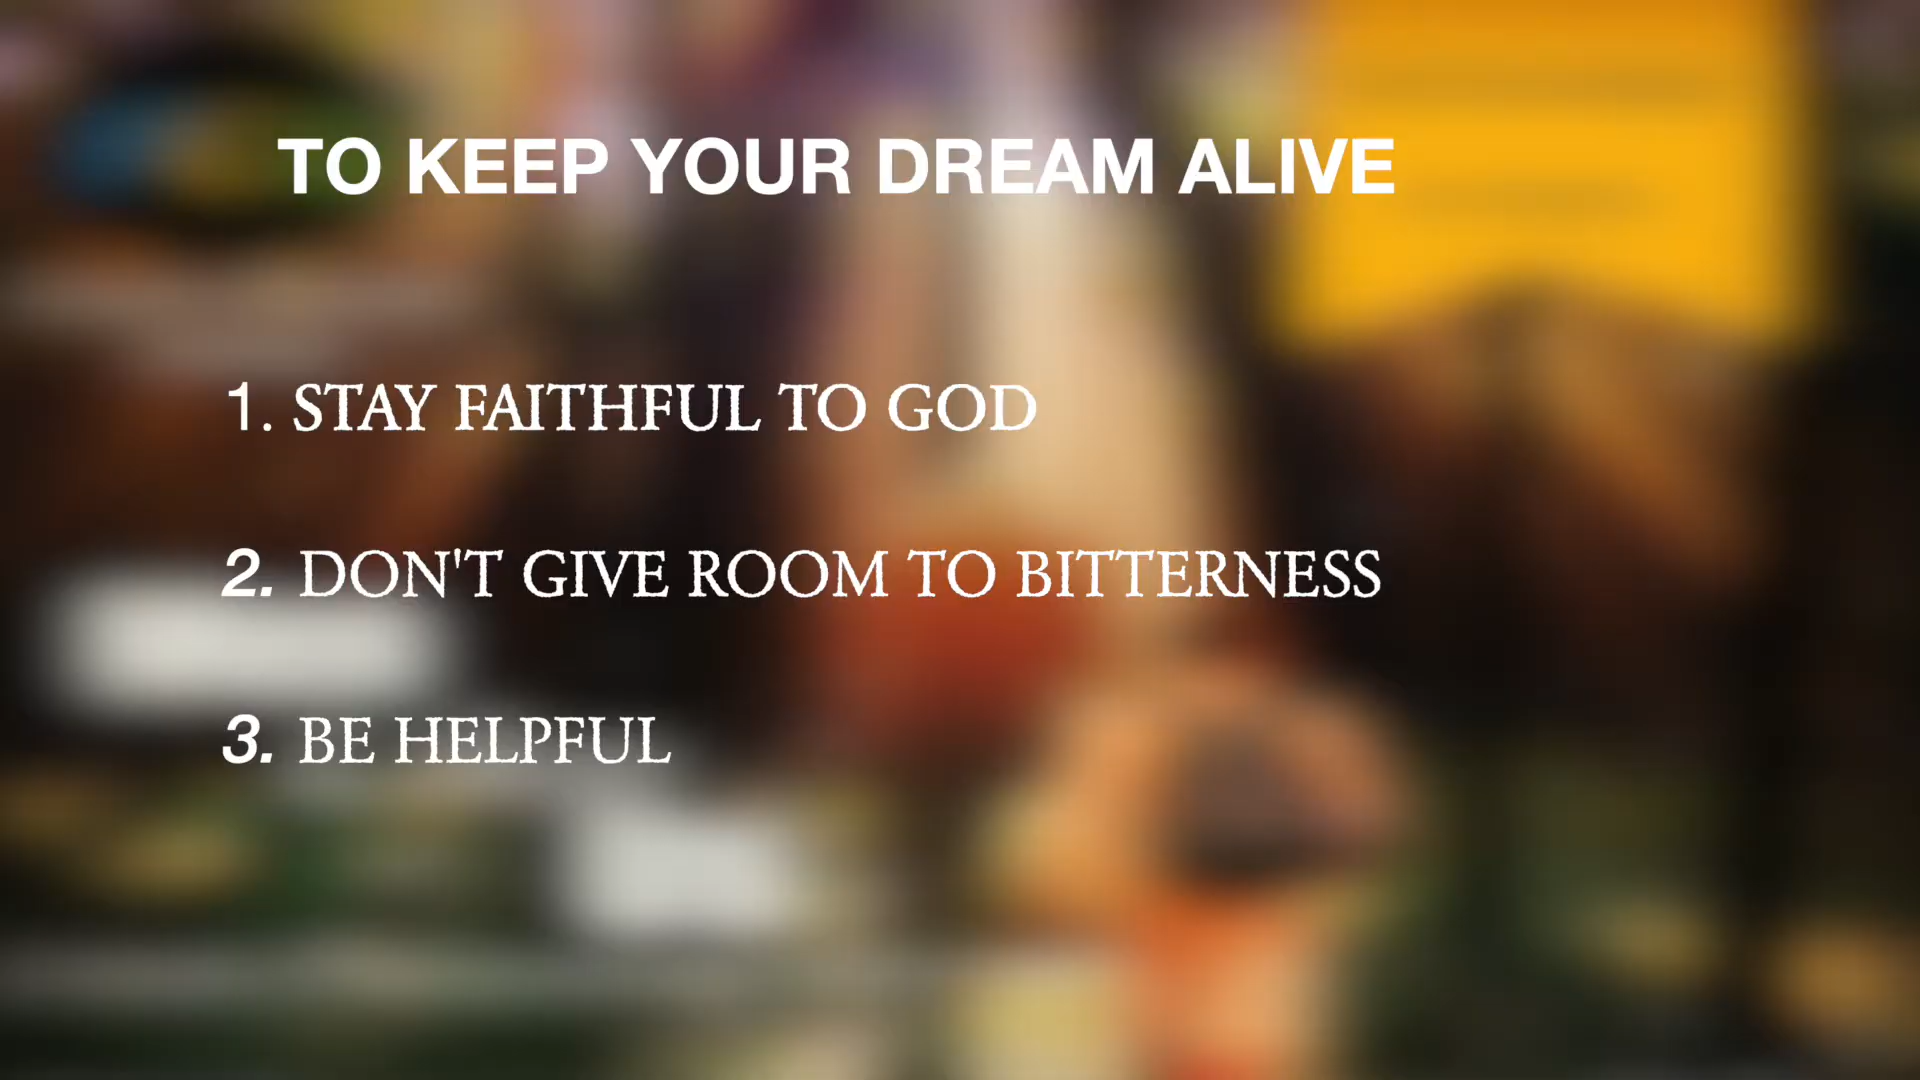 TO KEEP YOUR DREAM ALIVE
1. STAY FAITHFUL TO GOD
2. DON'T GIVE ROOM TO BITTERNESS
3. BE HELPFUL